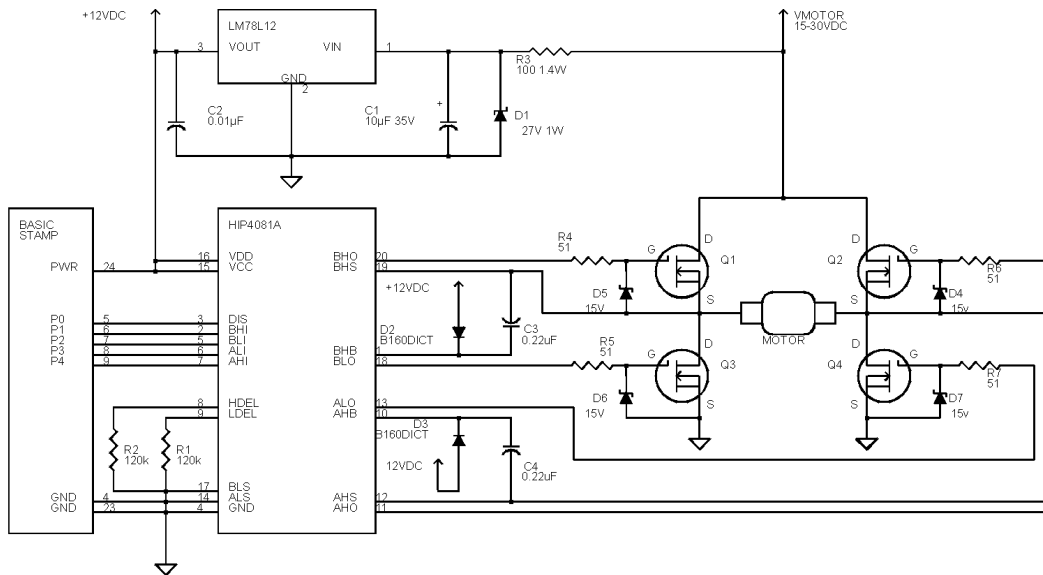 +12VDC
LM78L12
VMOTOR
15-30VDC
3 VOUT VIN 1
GND
2
R3
100 1.4W
C2
0.01µF
C1
10µF 35V
+
D1
27V 1W
BASIC
STAMP
HIP4081A
PWR 24
16 VDD
15 VCC
BHO 20
BHS 19
R4
51
G D S Q1
Q2 D G S
R6
51
D5
15V
D4
15v
+12VDC
P0 5 3 DIS
P1 6 2 BHI
P2 7 5 BLI
P3 8 6 ALI
P4 9 7 AHI
D2
B160DICT
C3
0.22uF
BHB 1
BLO 18
MOTOR
R5
51
G D S Q3
Q4 D G S
R7
51
D6
15V
D7
15v
8 HDEL
9 LDEL
ALO 13
AHB 10
D3
B160DICT
R2
120k
R1
120k
12VDC
C4
0.22uF
17 BLS
GND 4 14 ALS
GND 23 4 GND
AHS 12
AHO 11